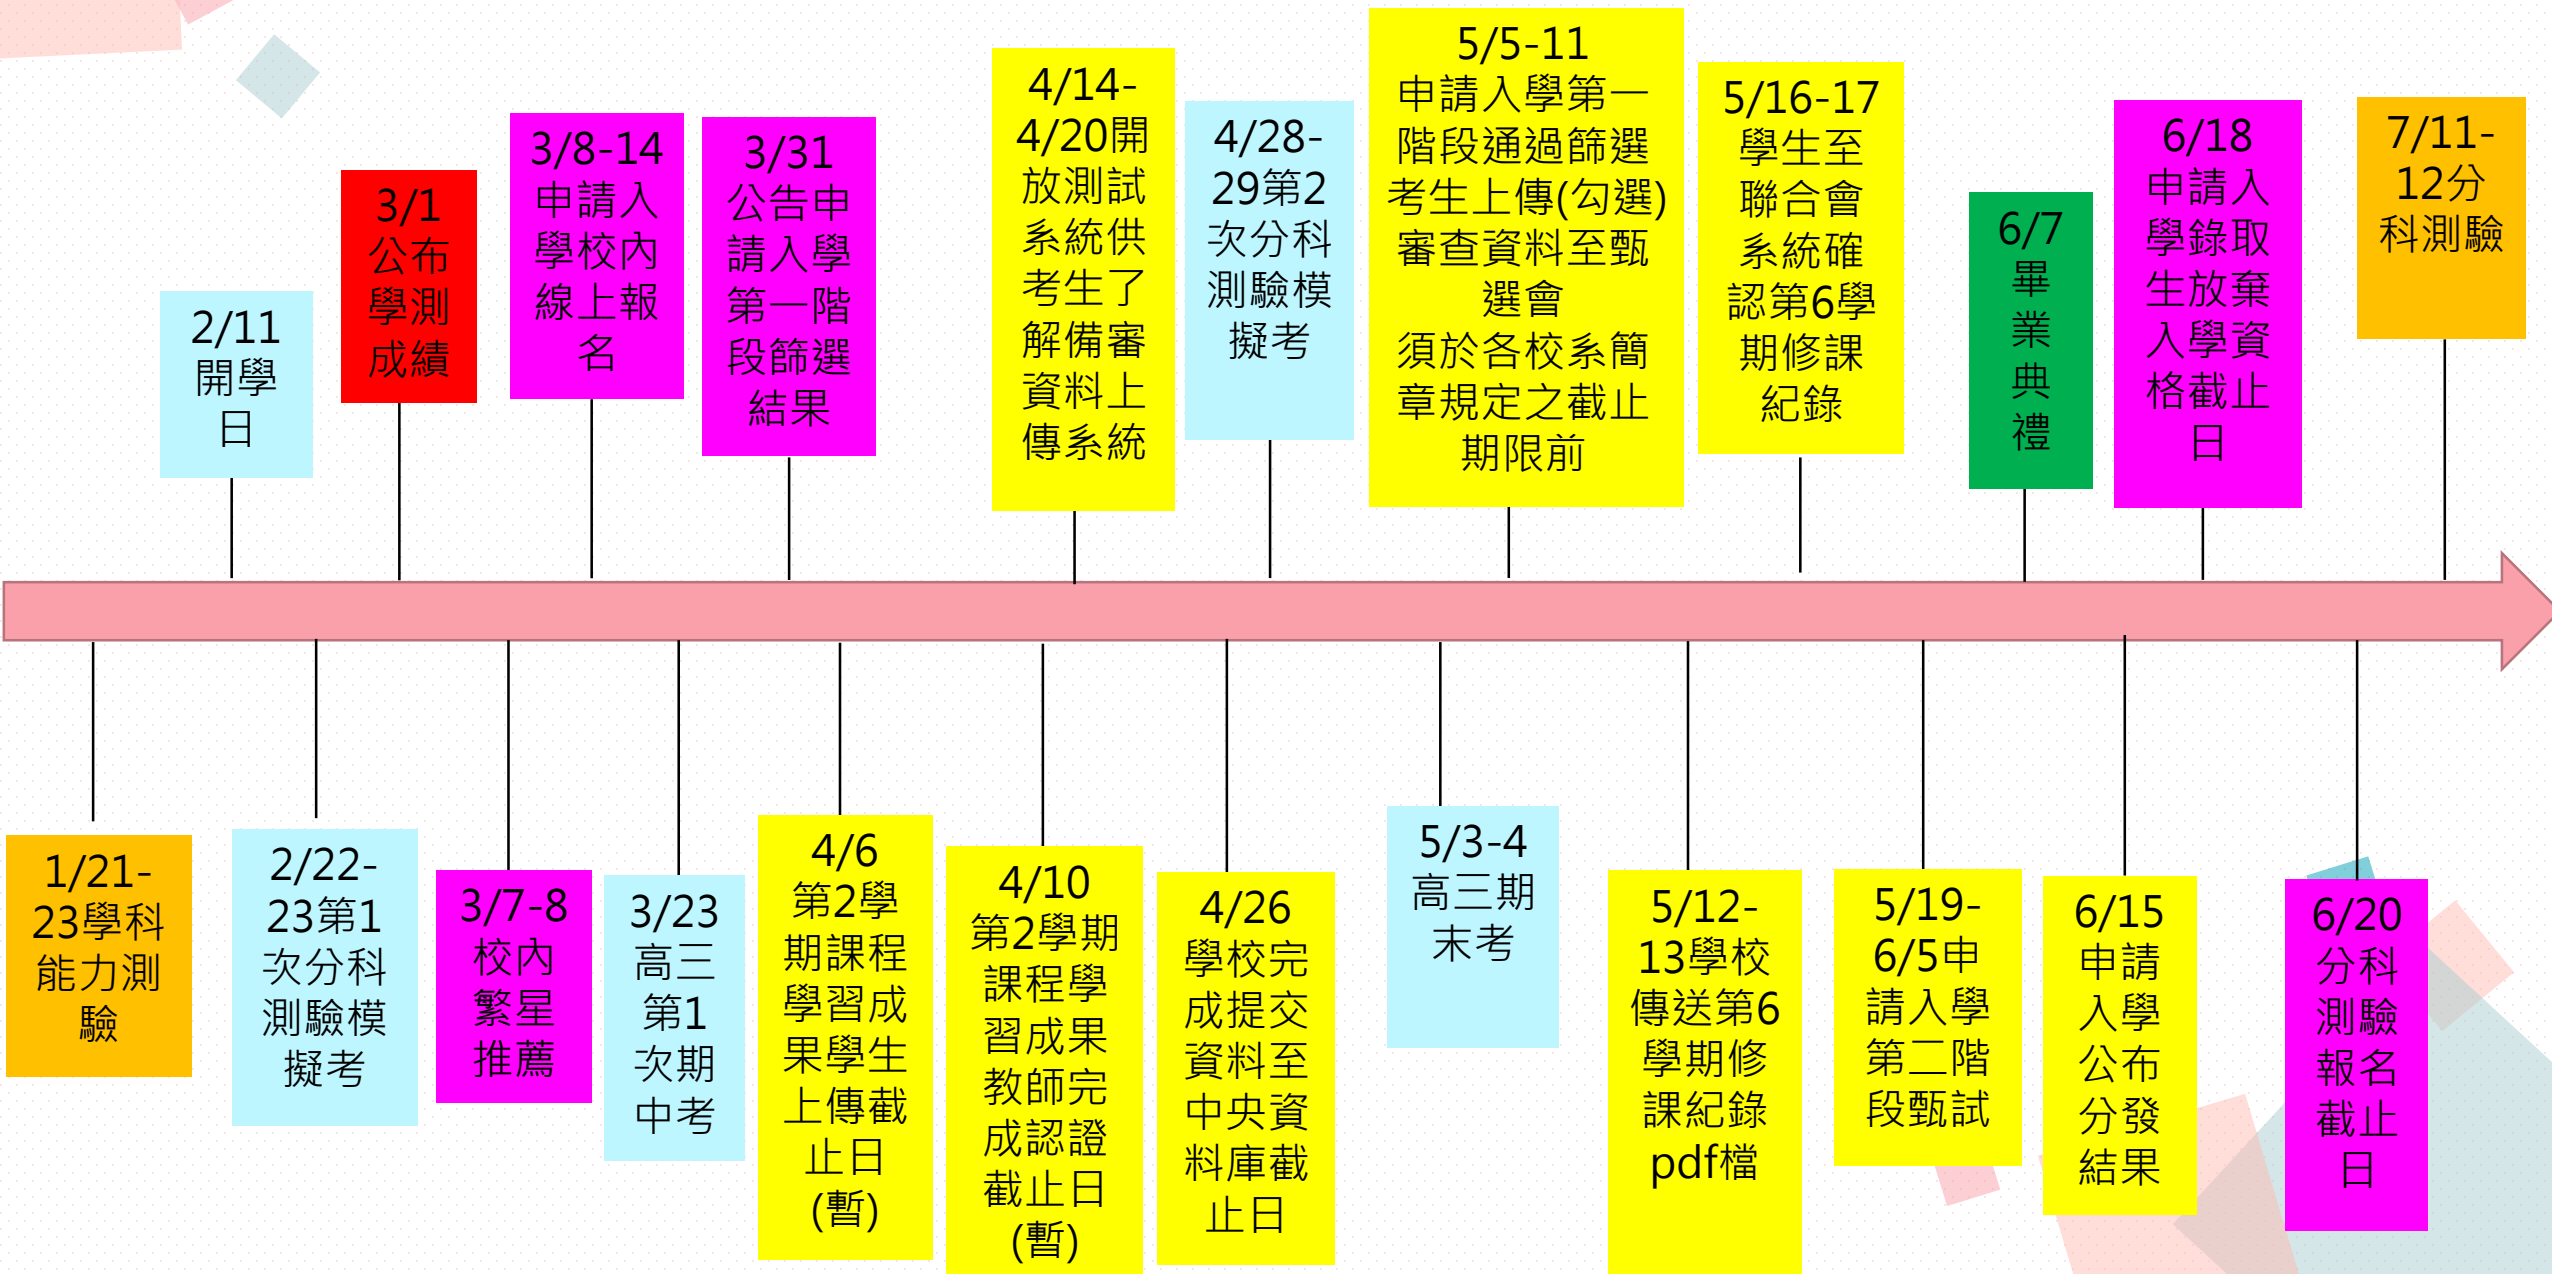 2/11
開學
日
3/1
公布
學測
成績
3/8-14
申請入
學校內
線上報
名
3/31
公告申
請入學
第一階
段篩選
結果
4/14-
4/20開
放測試
系統供
考生了
解備審
資料上
傳系統
4/28-
29第2
次分科
測驗模
擬考
5/5-11
申請入學第一
階段通過篩選
考生上傳(勾選)
審查資料至甄
選會
須於各校系簡
章規定之截止
期限前
5/16-17
學生至
聯合會
系統確
認第6學
期修課
紀錄
6/7
畢
業
典
禮
6/18
申請入
學錄取
生放棄
入學資
格截止
日
7/11-
12分
科測驗
1/21-
23學科
能力測
驗
2/22-
23第1
次分科
測驗模
擬考
3/7-8
校內
繁星
推薦
3/23
高三
第1
次期
中考
4/6
第2學
期課程
學習成
果學生
上傳截
止日
(暫)
4/10
第2學期
課程學
習成果
教師完
成認證
截止日
(暫)
4/26
學校完
成提交
資料至
中央資
料庫截
止日
5/3-4
高三期
末考
5/12-
13學校
傳送第6
學期修
課紀錄
pdf檔
5/19-
6/5申
請入學
第二階
段甄試
6/15
申請
入學
公布
分發
結果
6/20
分科
測驗
報名
截止
日